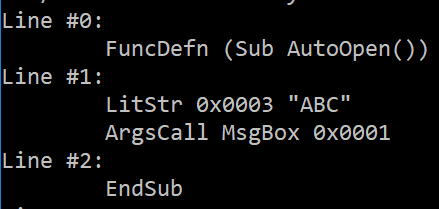 Line #0:
FuncDefn (Sub AutoOpen())
Line #1:
LitStr 0x0003 "ABC"
ArgsCall MsgBox 0x0001
Line #2:
EndSub